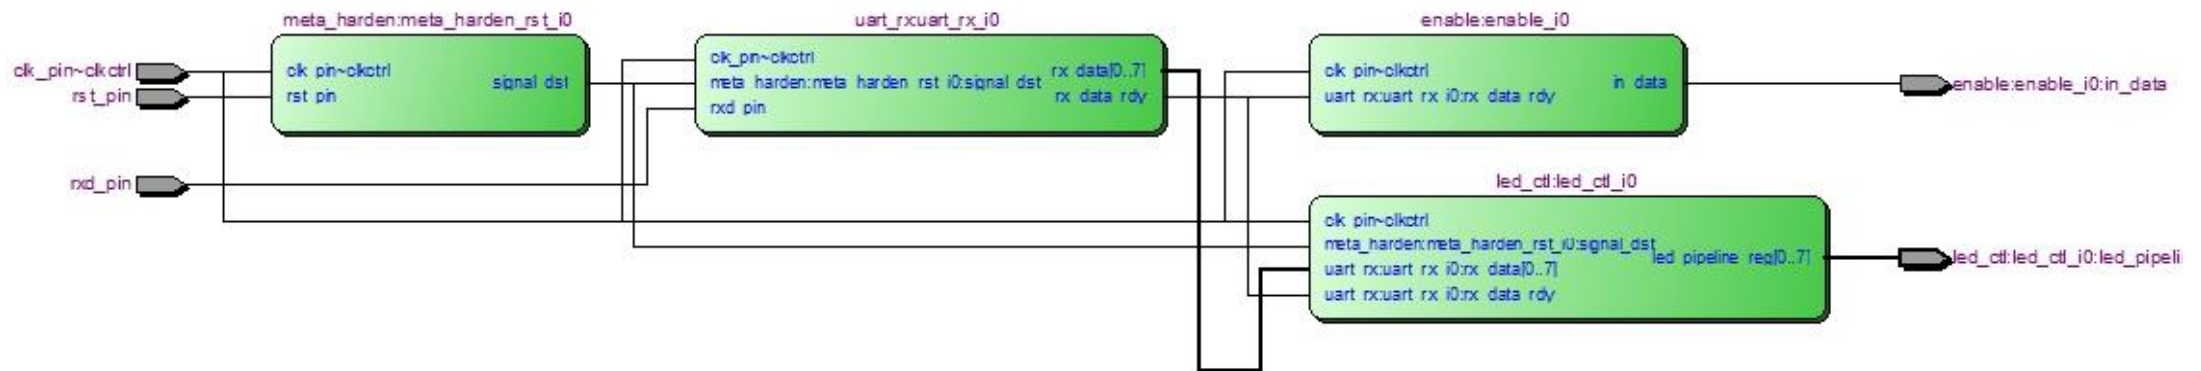 meta_harden:meta_harden_rst_i0
uart_rx:uart_rx_i0
enable:enable_i0
clk_pin~clkctrl
rst_pin
rxd_pin
clk pin~clkctrl
rst pin
signal dst
clk_pin~clkctrl
meta harden:meta harden rst i0:signal dst
rxd pin
rx data[0..7]
rx data rdy
clk pin~clkctrl
uart rx:uart rx i0:rx data rdy
in data
enable:enable_i0:in_data
led_ctl:led_ctl_i0
clk pin~clkctrl
meta_harden:meta_harden_rst_i0:signal_dst
uart rx:uart rx i0:rx data[0..7]
uart rx:uart rx i0:rx data rdy
led pipeline reg[0..7]
led_ctl:led_ctl_i0:led_pipeli